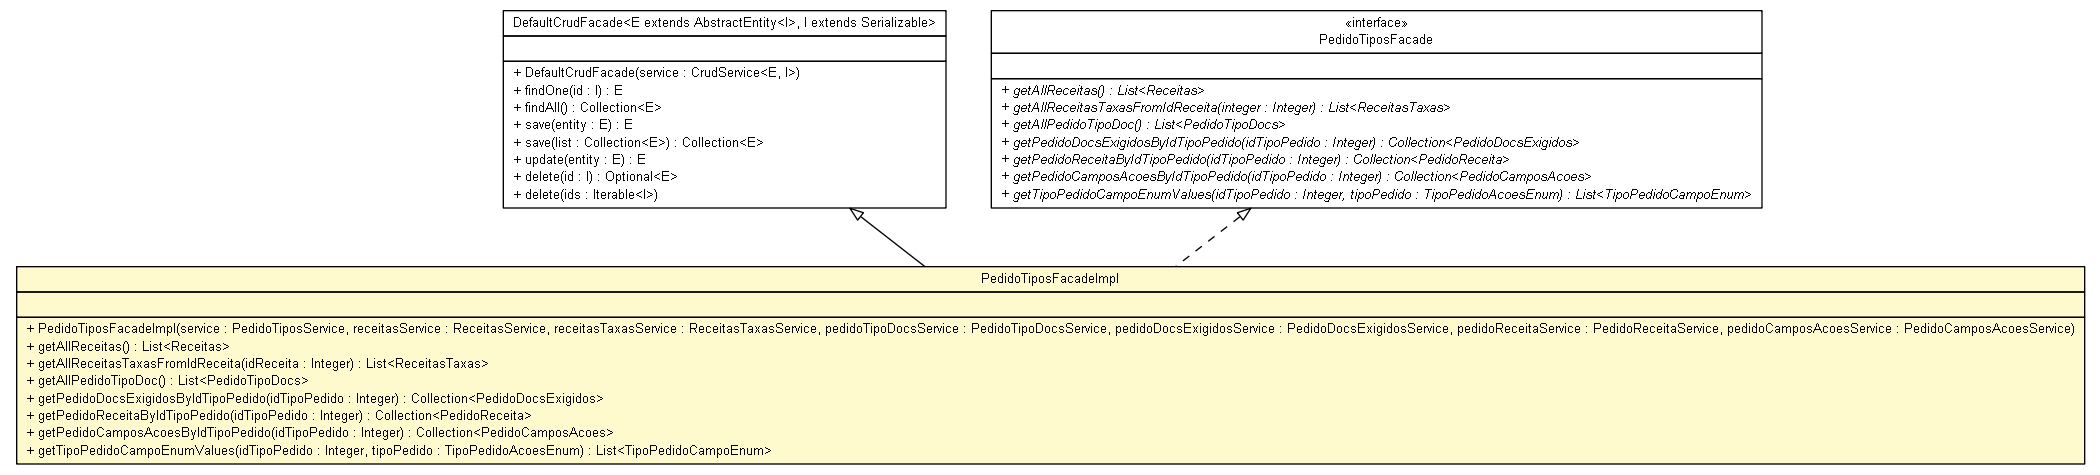 DefaultCrudFacade<E extends AbstractEntity<I>, I extends Serializable>
+ DefaultCrudFacade(service : CrudService<E, I>)
+ findOne(id : I) : E
+ findAll() : Collection<E>
+ save(entity : E) : E
+ save(list : Collection<E>) : Collection<E>
+ update(entity : E) : E
+ delete(id : I) : Optional<E>
+ delete(ids : Iterable<I>)
«interface»
PedidoTiposFacade
+ getAllReceitas() : List<Receitas>
+ getAllReceitasTaxasFromIdReceita(integer : Integer) : List<ReceitasTaxas>
+ getAllPedidoTipoDoc() : List<PedidoTipoDocs>
+ getPedidoDocsExigidosByIdTipoPedido(idTipoPedido : Integer) : Collection<PedidoDocsExigidos>
+ getPedidoReceitaByIdTipoPedido(idTipoPedido : Integer) : Collection<PedidoReceita>
+ getPedidoCamposAcoesByIdTipoPedido(idTipoPedido : Integer) : Collection<PedidoCamposAcoes>
+ getTipoPedidoCampoEnumValues(idTipoPedido : Integer, tipoPedido : TipoPedidoAcoesEnum) : List<TipoPedidoCampoEnum>
PedidoTiposFacadeImpl
+ PedidoTiposFacadeImpl(service : PedidoTiposService, receitasService : ReceitasService, receitasTaxasService : ReceitasTaxasService, pedidoTipoDocsService : PedidoTipoDocsService, pedidoDocsExigidosService : PedidoDocsExigidosService, pedidoReceitaService : PedidoReceitaService, pedidoCamposAcoesService : PedidoCamposAcoesService)
+ getAllReceitas() : List<Receitas>
+ getAllReceitasTaxasFromIdReceita(idReceita : Integer) : List<ReceitasTaxas>
+ getAllPedidoTipoDoc() : List<PedidoTipoDocs>
+ getPedidoDocsExigidosByIdTipoPedido(idTipoPedido : Integer) : Collection<PedidoDocsExigidos>
+ getPedidoReceitaByIdTipoPedido(idTipoPedido : Integer) : Collection<PedidoReceita>
+ getPedidoCamposAcoesByIdTipoPedido(idTipoPedido : Integer) : Collection<PedidoCamposAcoes>
+ getTipoPedidoCampoEnumValues(idTipoPedido : Integer, tipoPedido : TipoPedidoAcoesEnum) : List<TipoPedidoCampoEnum>